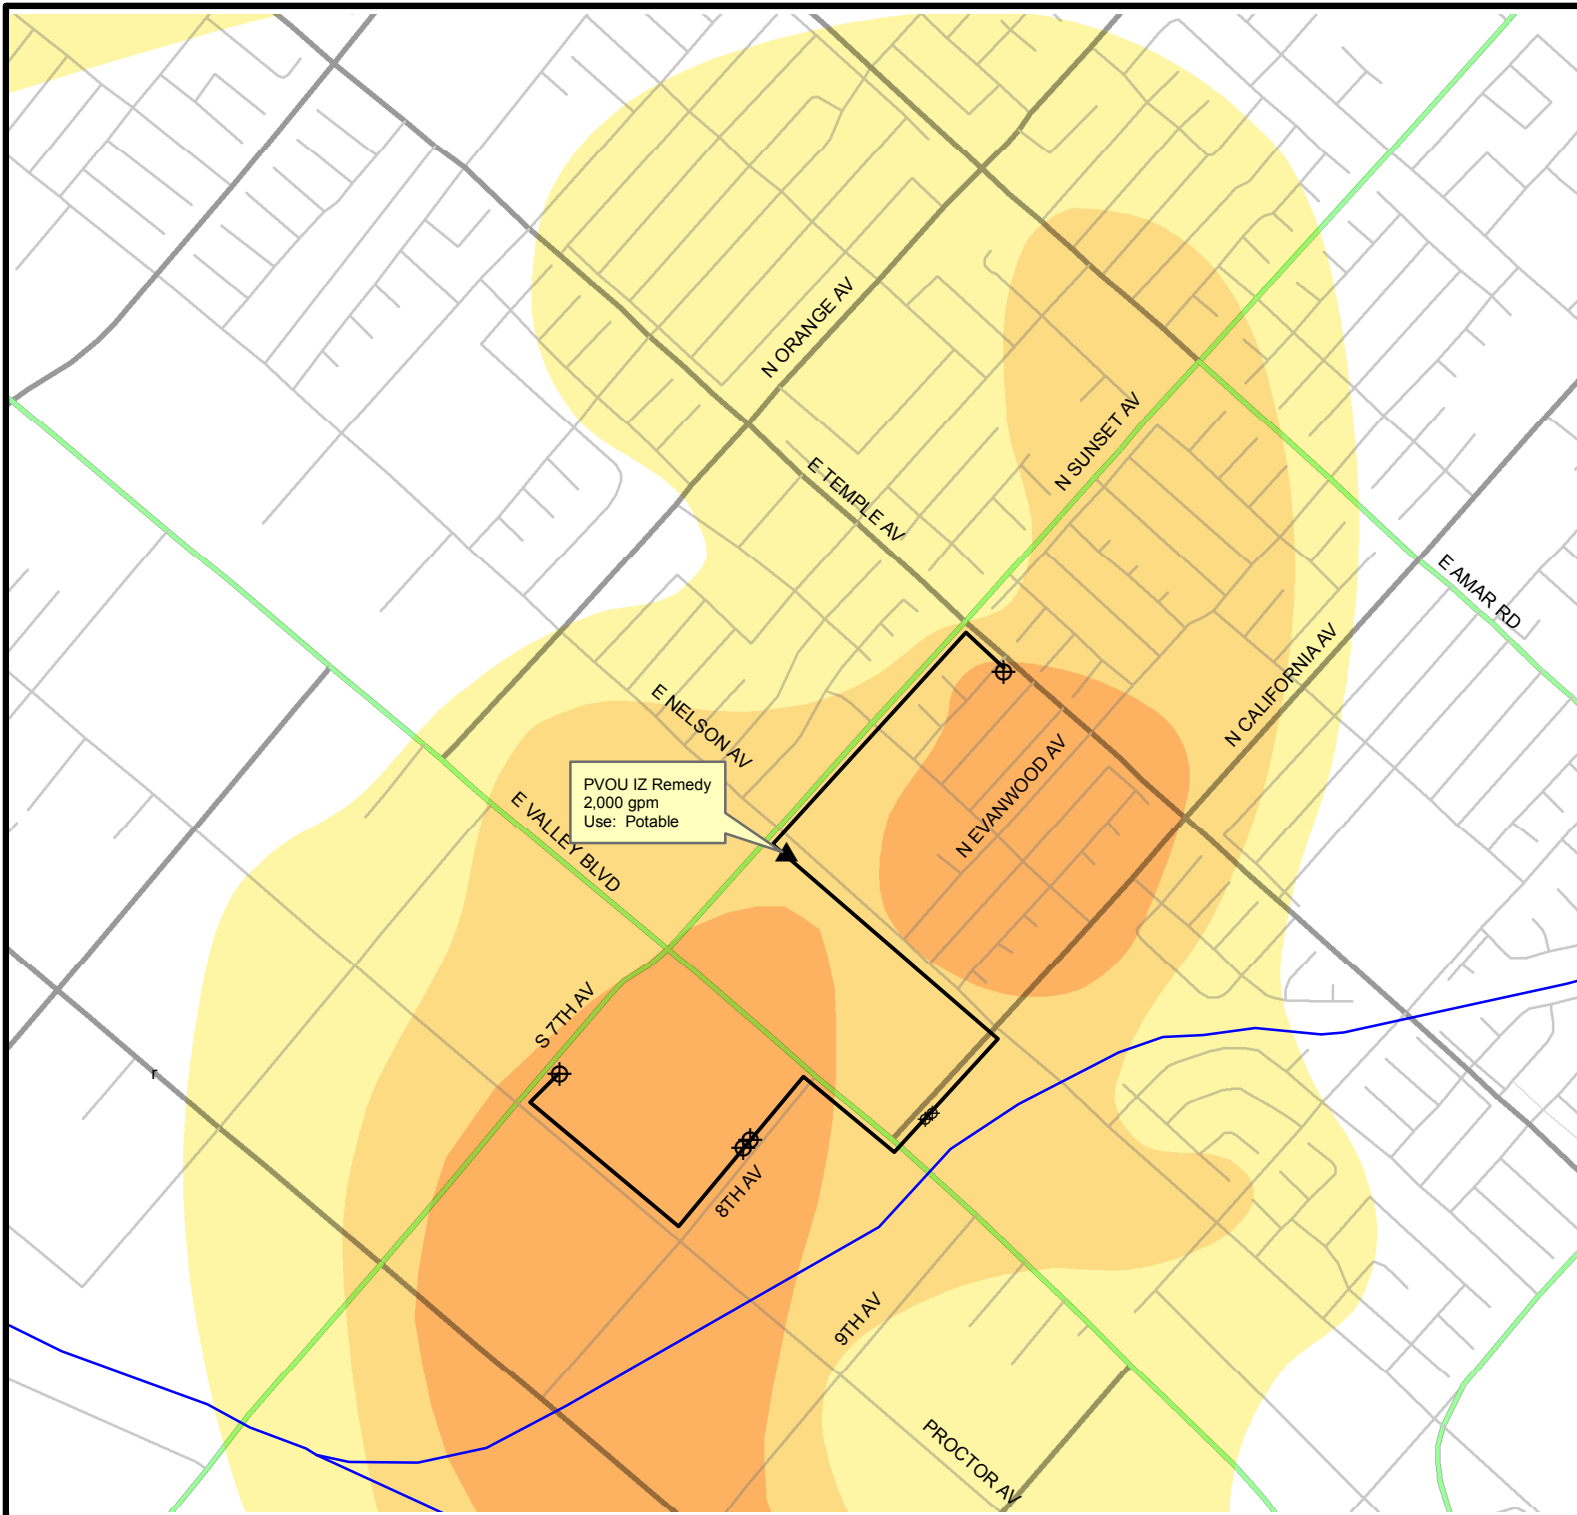 N ORANGE AV
N SUNSET AV
E TEMPLE AV
E AMAR RD
N CALIFORNIA AV
E NELSON AV
N EVANWOOD AV
PVOU IZ Remedy
2,000 gpm
Use: Potable
E VALLEY BLVD
S 7TH AV
r
8TH AV
9TH AV
PROCTOR AV